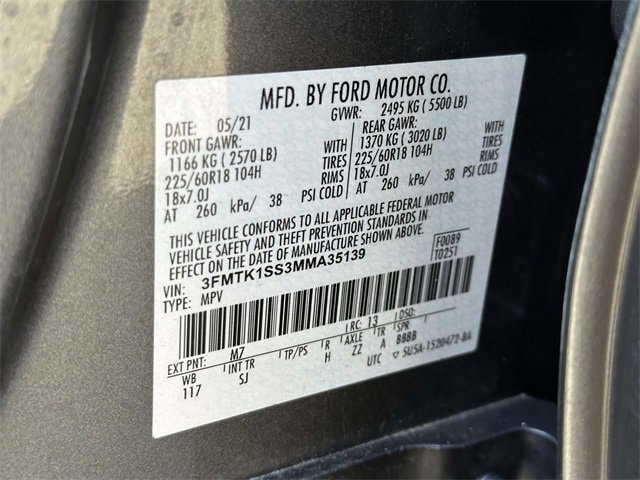 MFD. BY FORD MOTOR CO.
DATE: 05/21 GVWR: 2495 KG ( 5500 LB)
FRONT GAWR: REAR GAWR: WITH
1166 KG ( 2570 LB) WITH 1370 KG ( 3020 LB) TIRES
225/60R18 104H TIRES 225/60R18 104H RIMS
18x7.0J RIMS 18x7.0J
AT 260 kPa/ 38 PSI COLD AT 260 kPa/ 38 PSI COLD
THIS VEHICLE CONFORMS TO ALL APPLICABLE FEDERAL MOTOR
VEHICLE SAFETY AND THEFT PREVENTION STANDARDS IN
EFFECT ON THE DATE OF MANUFACTURE SHOWN ABOVE.
VIN: 3FMTK1SS3MMA35139 F0089
TYPE: MPV T0251
EXT PNT: M7 RC: 13 DSO:
WB INT TR TP/PS R AXLE TR SPR
117 SJ H ZZ A BBBB
UTC ▽ 5U5A-1520472-BA